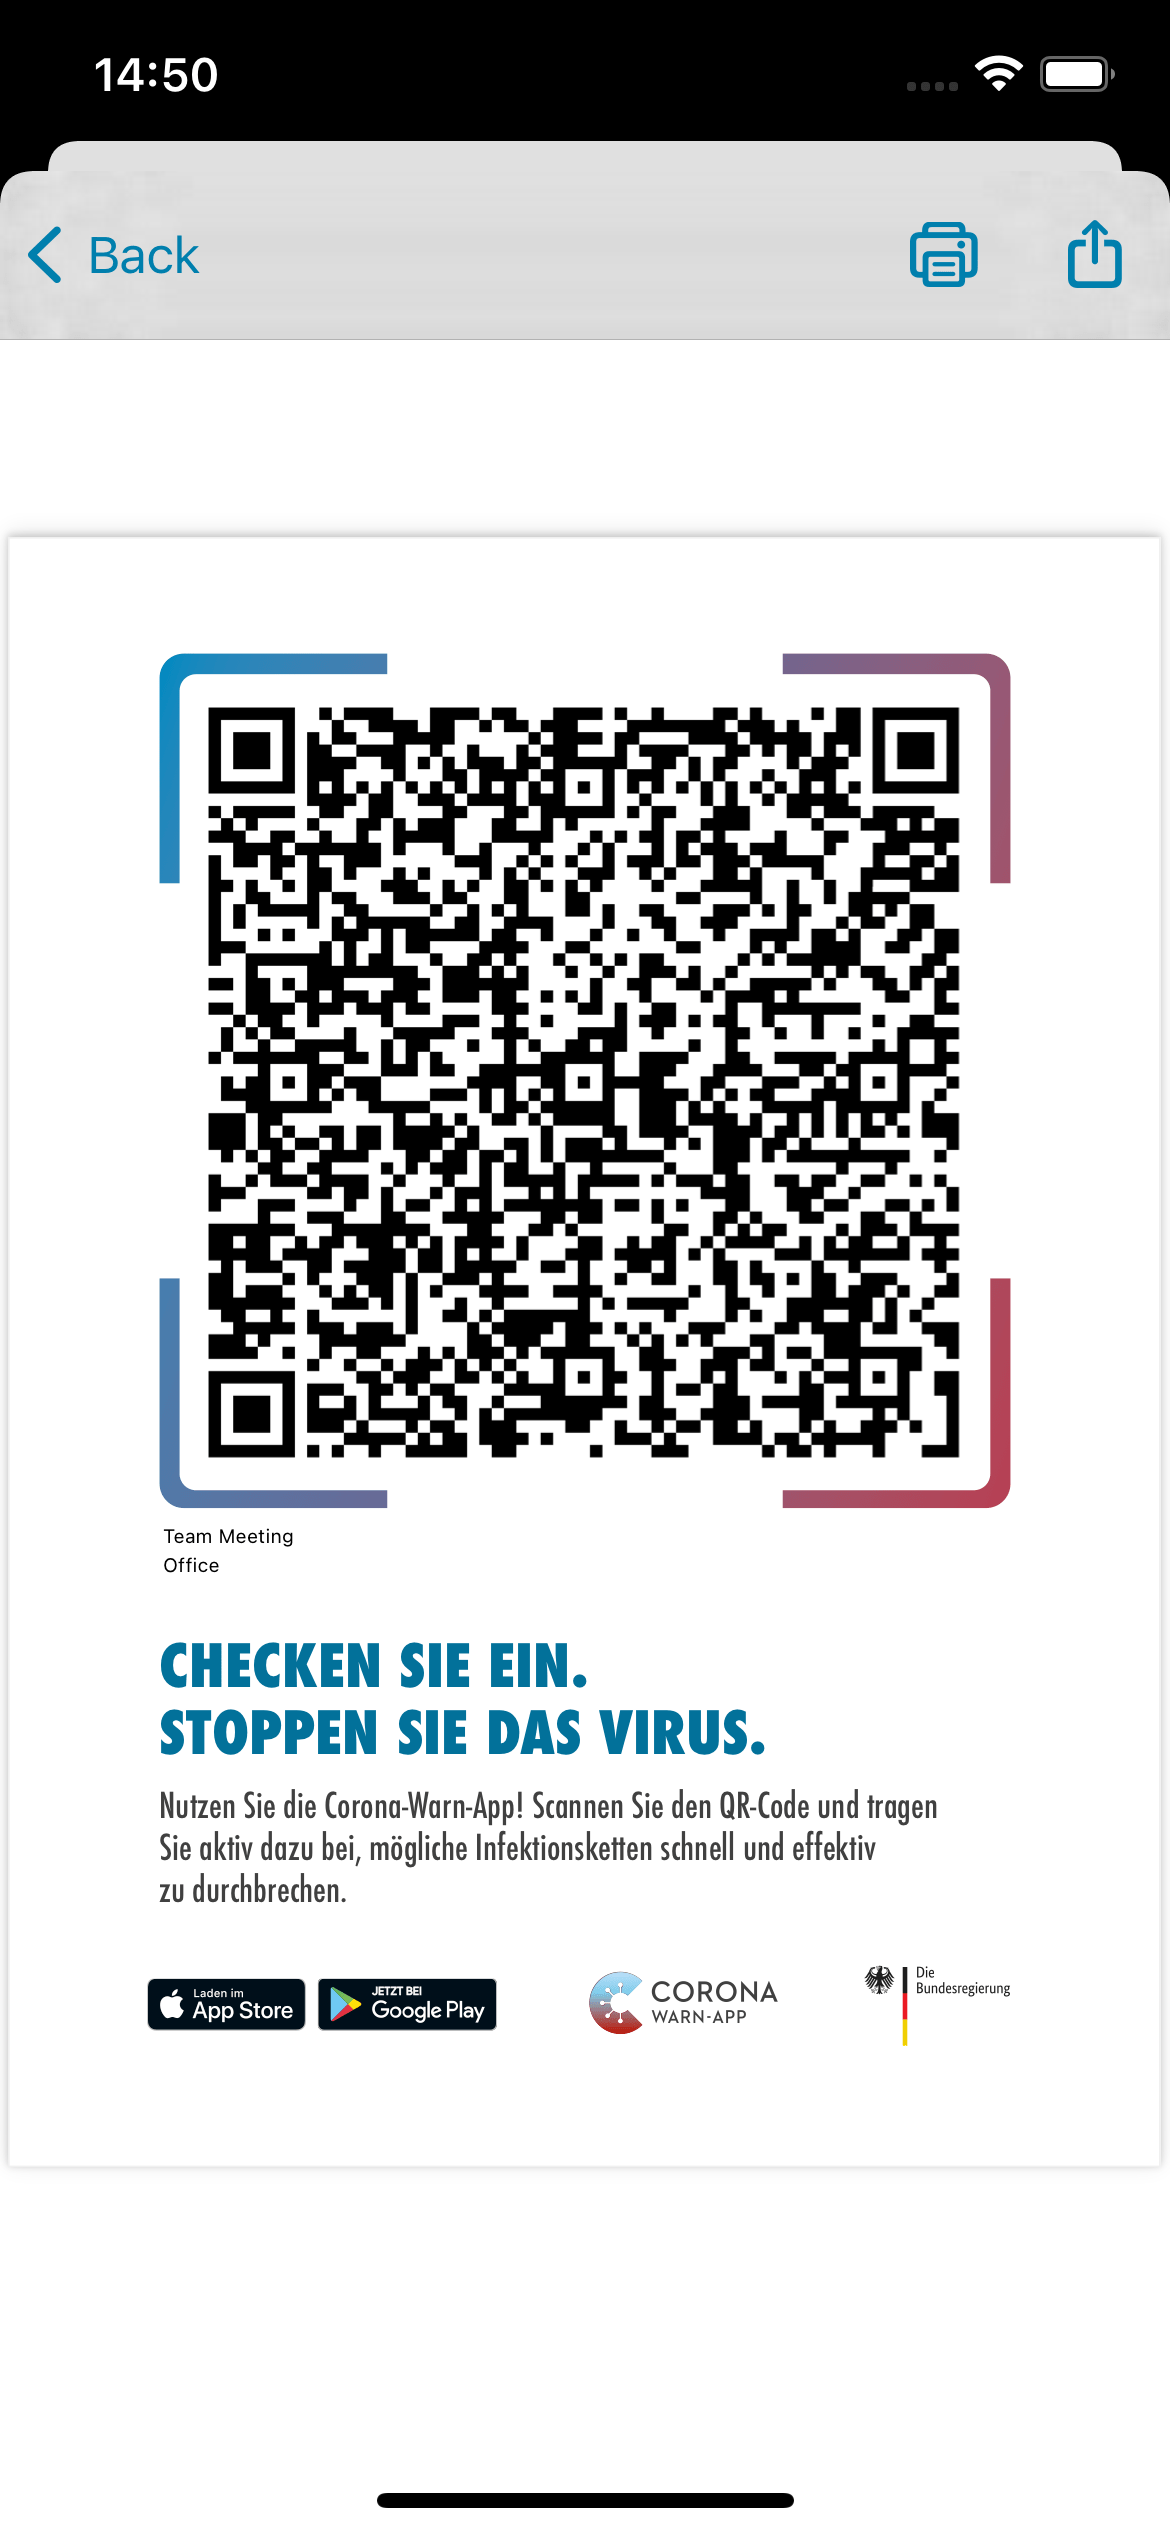 14:50
Back
Team Meeting
Office
CHECKEN SIE EIN.
STOPPEN SIE DAS VIRUS.
Nutzen Sie die Corona-Warn-App! Scannen Sie den QR-Code und tragen
Sie aktiv dazu bei, mögliche Infektionsketten schnell und effektiv
zu durchbrechen.
Laden im
App Store
JETZT BEI
Google Play
CORONA
WARN-APP
Die
Bundesregierung